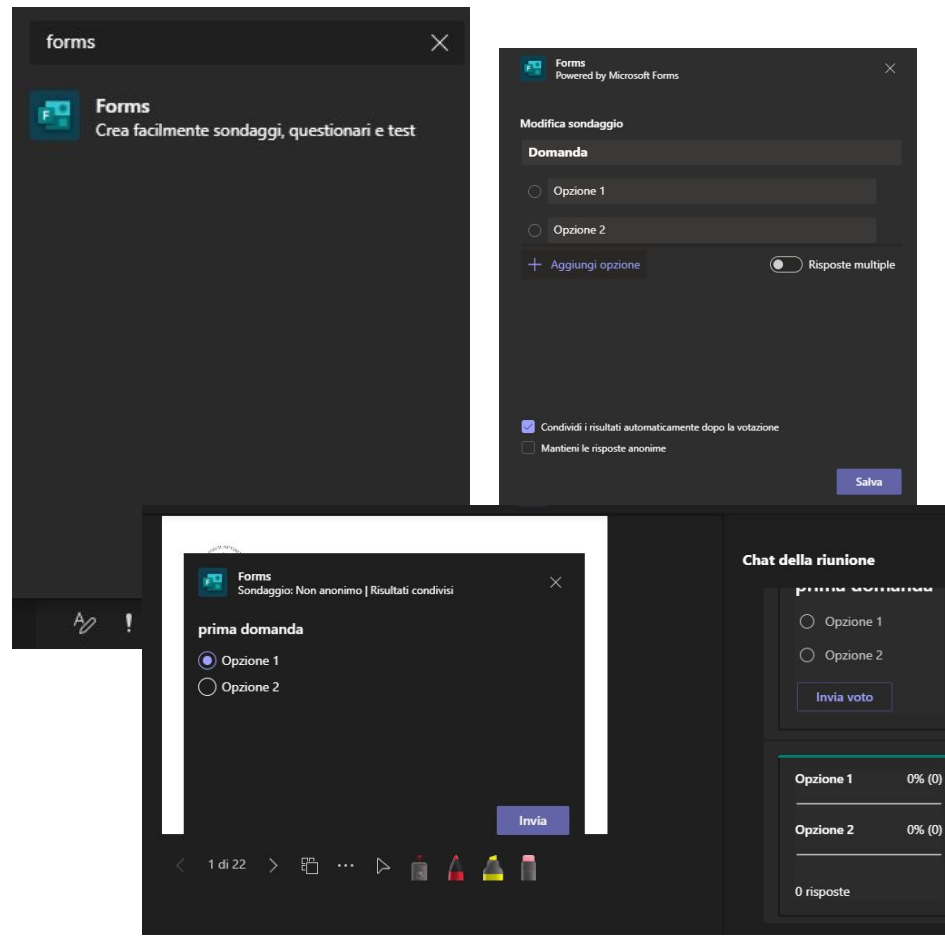 forms
Forms
Crea facilmente sondaggi, questionari e test
Forms
Powered by Microsoft Forms
Modifica sondaggio
Domanda
Opzione 1
Opzione 2
Aggiungi opzione
Risposte multiple
Condividi i risultati automaticamente dopo la votazione
Mantieni le risposte anonime
Salva
Forms
Sondaggio: Non anonimo | Risultati condivisi
prima domanda
Opzione 1
Opzione 2
Invia
1 di 22
Chat della riunione
prima domanda
Opzione 1
Opzione 2
Invia voto
Opzione 1 0% (0)
Opzione 2 0% (0)
0 risposte